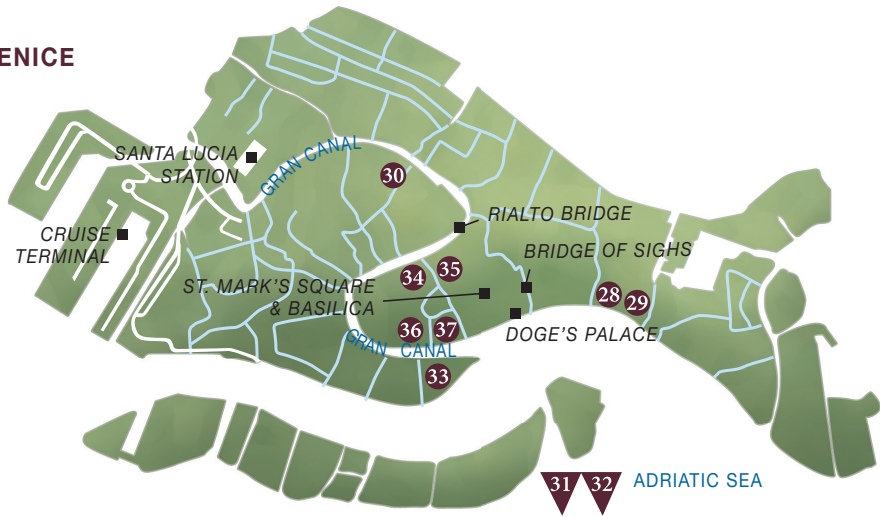 ENICE
GRAN CANAL
SANTA LUCIA
STATION
30
RIALTO BRIDGE
CRUISE
TERMINAL
BRIDGE OF SIGHS
34
35
ST. MARK'S SQUARE
& BASILICA
28
29
DOGE'S PALACE
36
37
GRAN CANAL
33
31
32
ADRIATIC SEA